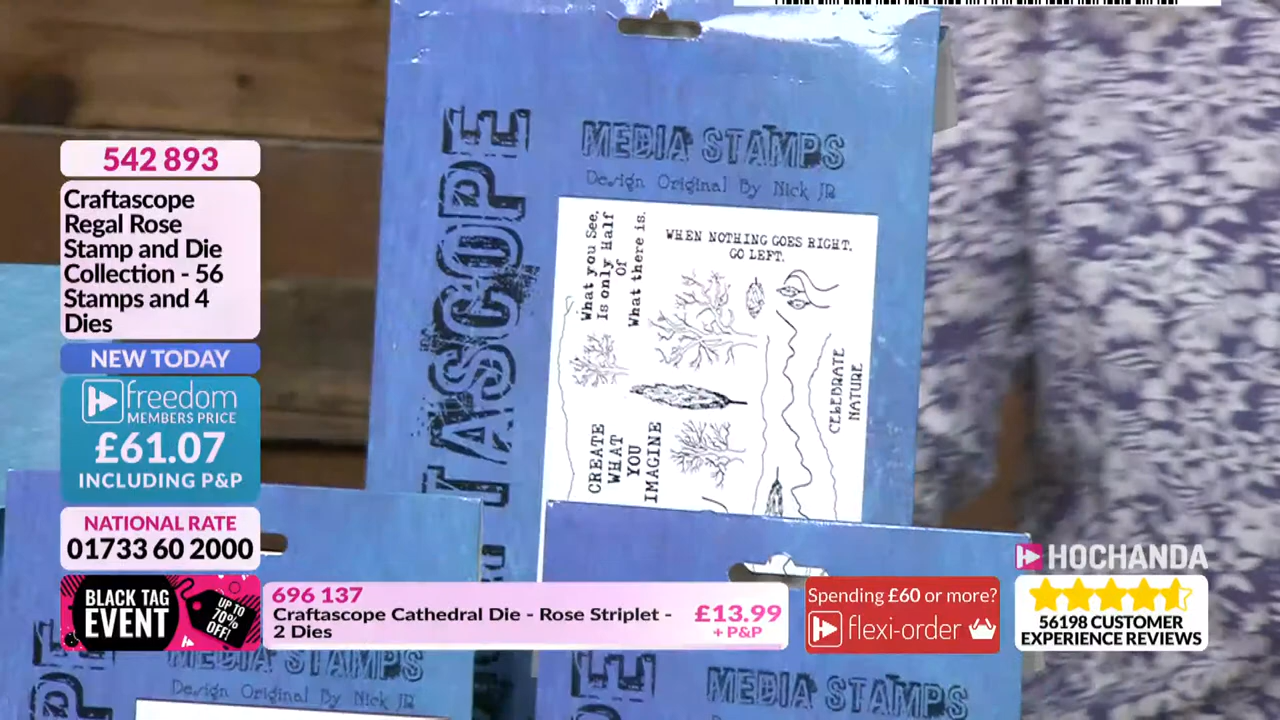 542 893
Craftascope
Regal Rose
Stamp and Die
Collection - 56
Stamps and 4
Dies
NEW TODAY
freedom
MEMBERS PRICE
£61.07
INCLUDING P&P
NATIONAL RATE
01733 60 2000
BLACK TAG
EVENT
UP TO
70%
OFF!
696 137
Craftascope Cathedral Die - Rose Striplet -
2 Dies
£13.99
+ P&P
Spending £60 or more?
flexi-order
HOCHANDA
56198 CUSTOMER
EXPERIENCE REVIEWS
TASCOPE
MEDIA STAMPS
Design Original By Nick JR
What you See,
Is only Half
of
What there is.
WHEN NOTHING GOES RIGHT,
GO LEFT.
CELEBRATE
NATURE
CREATE
WHAT
YOU
IMAGINE
PE
MEDIA STAMPS
Design Original By Nick JR
MEDIA STAMPS